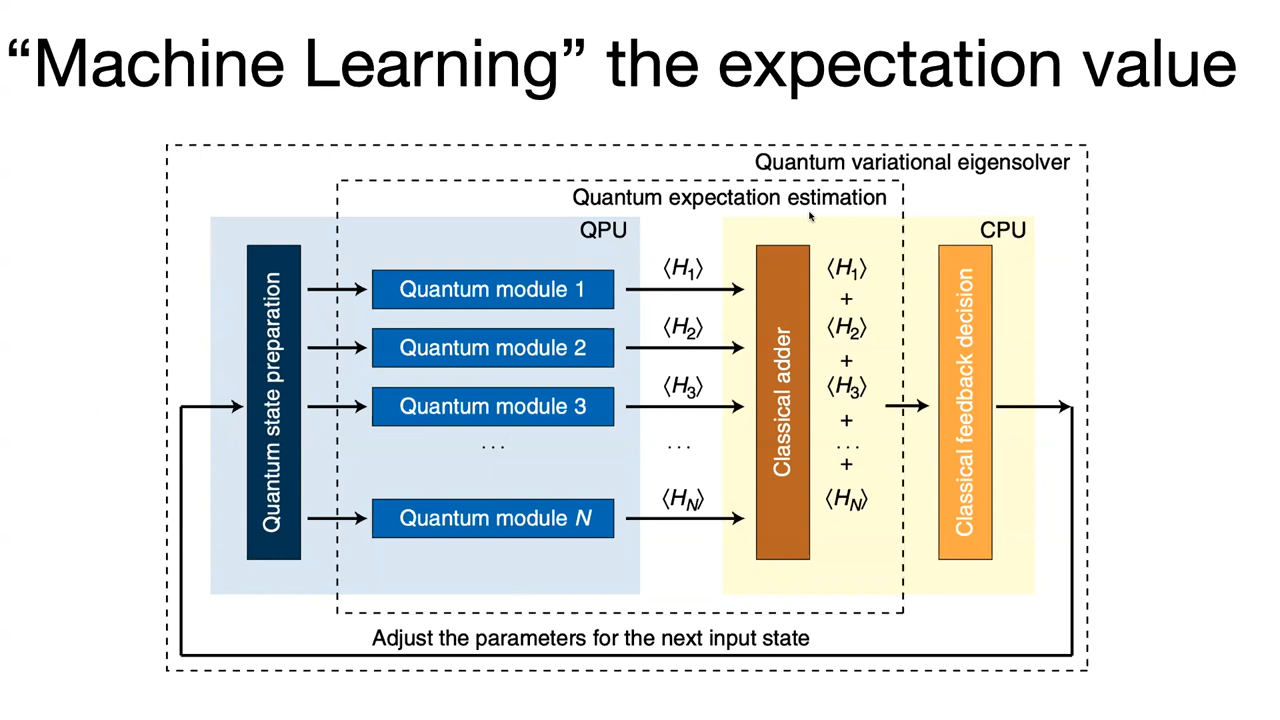 “Machine Learning” the expectation value
Quantum variational eigensolver
Quantum expectation estimation
QPU
CPU
Quantum state preparation
Quantum module 1
Quantum module 2
Quantum module 3
...
Quantum module N
⟨H₁⟩
⟨H₂⟩
⟨H₃⟩
...
⟨H_N⟩
Classical adder
⟨H₁⟩
+
⟨H₂⟩
+
⟨H₃⟩
+
...
+
⟨H_N⟩
Classical feedback decision
Adjust the parameters for the next input state